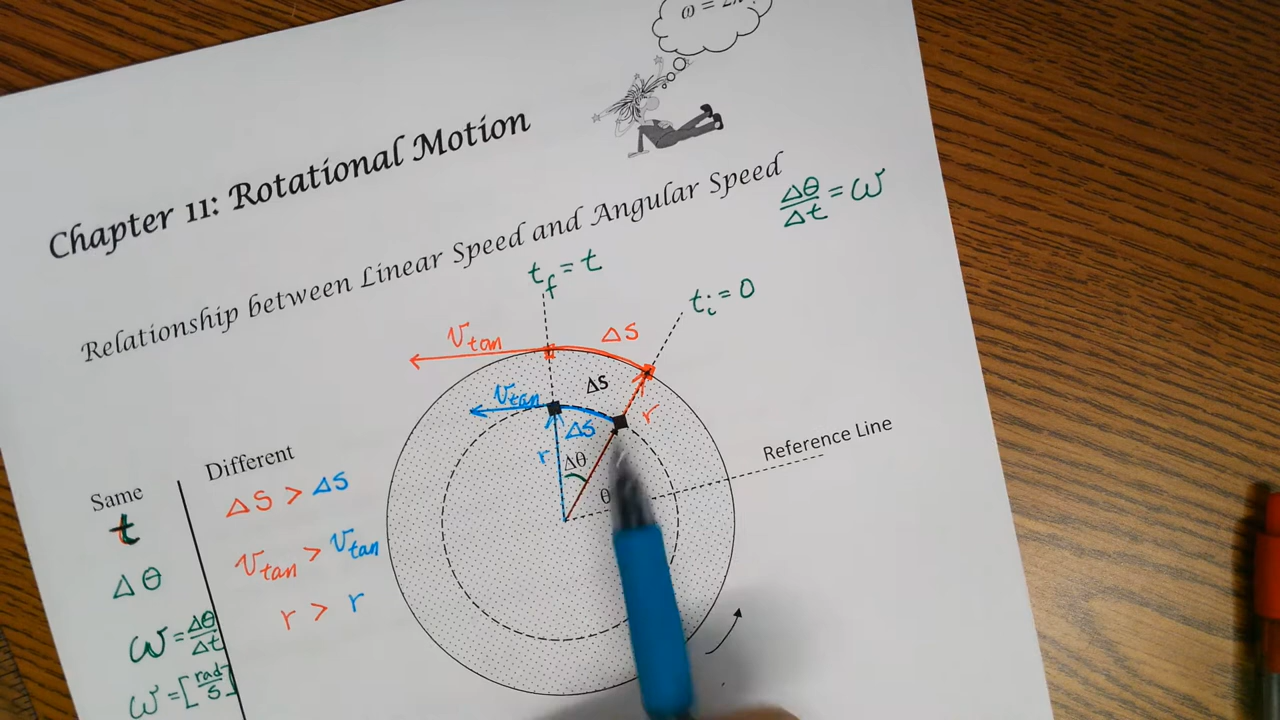 ω = 2π
Chapter 11: Rotational Motion
Relationship between Linear Speed and Angular Speed
Δθ/Δt = ω
t_f = t
t_i = 0
v_tan
ΔS
Δs
v_tan
ΔS
r
r
Δθ
θ
Reference Line
Same
Different
t
ΔS > ΔS
Δθ
v_tan > v_tan
ω = Δθ/Δt
r > r
ω = [rad/s]